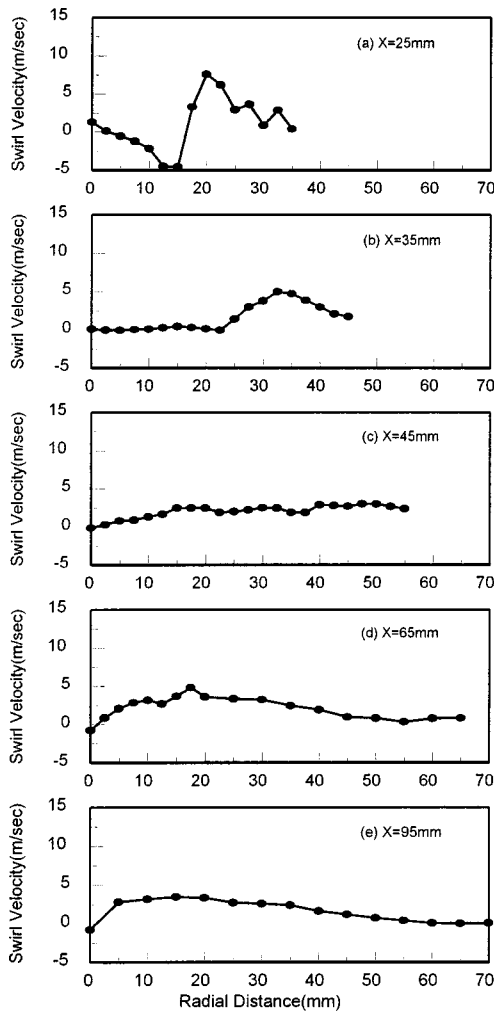 (a) X=25mm
Swirl Velocity(m/sec)
15
10
5
0
-5
0 10 20 30 40 50 60 70
(b) X=35mm
Swirl Velocity(m/sec)
15
10
5
0
-5
0 10 20 30 40 50 60 70
(c) X=45mm
Swirl Velocity(m/sec)
15
10
5
0
-5
0 10 20 30 40 50 60 70
(d) X=65mm
Swirl Velocity(m/sec)
15
10
5
0
-5
0 10 20 30 40 50 60 70
(e) X=95mm
Swirl Velocity(m/sec)
15
10
5
0
-5
0 10 20 30 40 50 60 70
Radial Distance(mm)